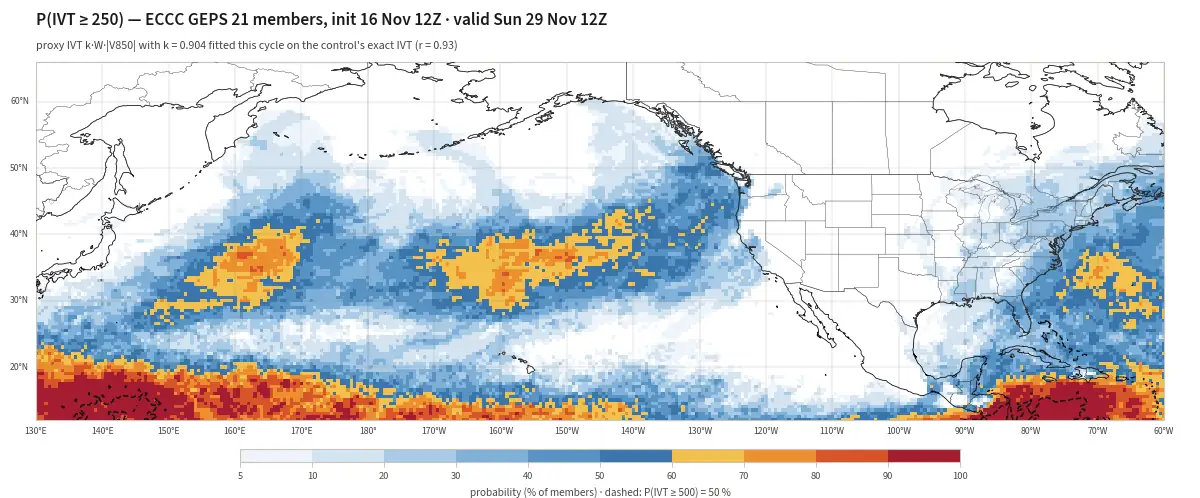 P(IVT ≥ 250) — ECCC GEPS 21 members, init 16 Nov 12Z · valid Sun 29 Nov 12Z
proxy IVT k·W·|V850| with k = 0.904 fitted this cycle on the control's exact IVT (r = 0.93)
60°N
50°N
40°N
30°N
20°N
130°E 140°E 150°E 160°E 170°E 180° 170°W 160°W 150°W 140°W 130°W 120°W 110°W 100°W 90°W 80°W 70°W 60°W
5 10 20 30 40 50 60 70 80 90 100
probability (% of members) · dashed: P(IVT ≥ 500) = 50 %